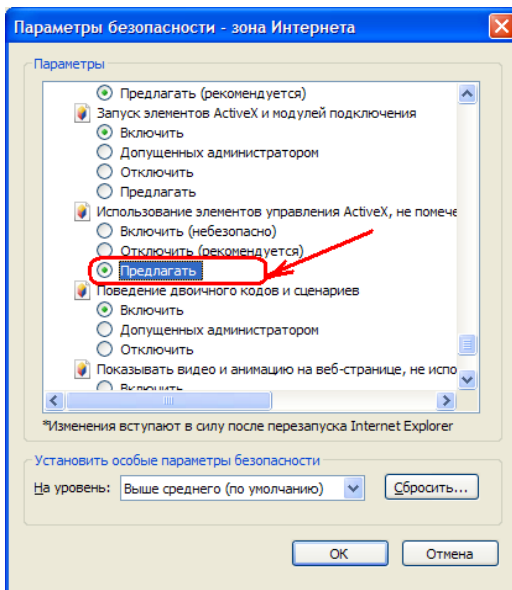 Параметры безопасности - зона Интернета
Параметры
Предлагать (рекомендуется)
Запуск элементов ActiveX и модулей подключения
Включить
Допущенных администратором
Отключить
Предлагать
Использование элементов управления ActiveX, не помече
Включить (небезопасно)
Отключить (рекомендуется)
Предлагать
Поведение двоичного кодов и сценариев
Включить
Допущенных администратором
Отключить
Показывать видео и анимацию на веб-странице, не испо
Включить
*Изменения вступают в силу после перезапуска Internet Explorer
Установить особые параметры безопасности
На уровень: Выше среднего (по умолчанию) Сбросить...
ОК Отмена